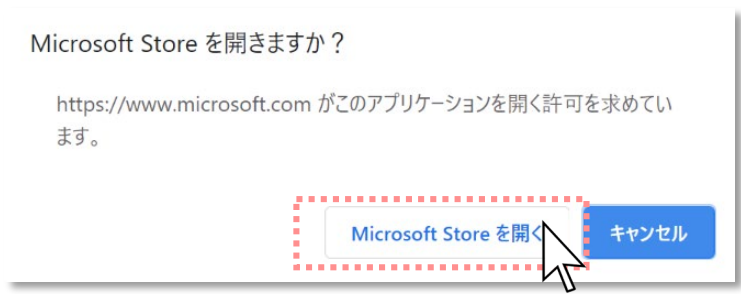 Microsoft Store を開きますか？
https://www.microsoft.com がこのアプリケーションを開く許可を求めてい
ます。
Microsoft Store を開く
キャンセル